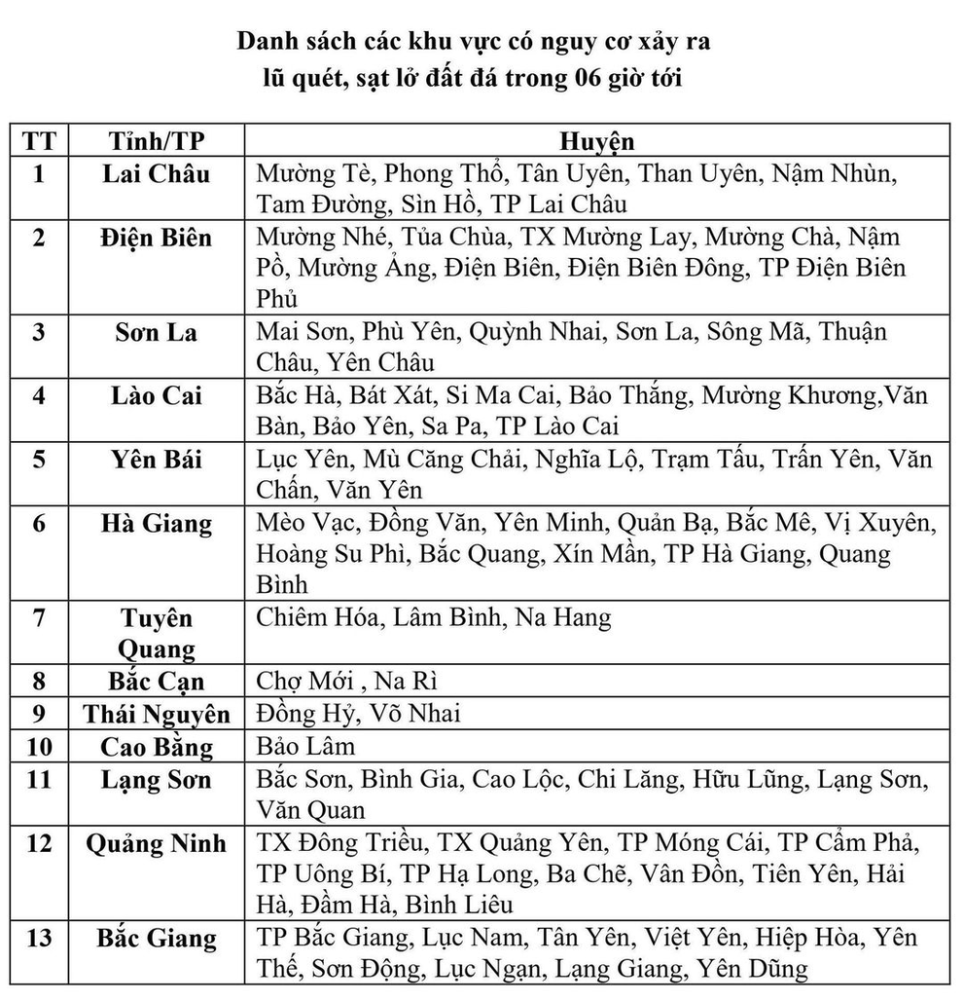 Danh sách các khu vực có nguy cơ xảy ra
lũ quét, sạt lở đất đá trong 06 giờ tới
TT Tỉnh/TP Huyện
1 Lai Châu Mường Tè, Phong Thổ, Tân Uyên, Than Uyên, Nậm Nhùn,
Tam Đường, Sìn Hồ, TP Lai Châu
2 Điện Biên Mường Nhé, Tủa Chùa, TX Mường Lay, Mường Chà, Nậm
Pồ, Mường Ảng, Điện Biên, Điện Biên Đông, TP Điện Biên
Phủ
3 Sơn La Mai Sơn, Phù Yên, Quỳnh Nhai, Sơn La, Sông Mã, Thuận
Châu, Yên Châu
4 Lào Cai Bắc Hà, Bát Xát, Si Ma Cai, Bảo Thắng, Mường Khương,Văn
Bàn, Bảo Yên, Sa Pa, TP Lào Cai
5 Yên Bái Lục Yên, Mù Căng Chải, Nghĩa Lộ, Trạm Tấu, Trấn Yên, Văn
Chấn, Văn Yên
6 Hà Giang Mèo Vạc, Đồng Văn, Yên Minh, Quản Bạ, Bắc Mê, Vị Xuyên,
Hoàng Su Phì, Bắc Quang, Xín Mần, TP Hà Giang, Quang
Bình
7 Tuyên Chiêm Hóa, Lâm Bình, Na Hang
Quang
8 Bắc Cạn Chợ Mới , Na Rì
9 Thái Nguyên Đồng Hỷ, Võ Nhai
10 Cao Bằng Bảo Lâm
11 Lạng Sơn Bắc Sơn, Bình Gia, Cao Lộc, Chi Lăng, Hữu Lũng, Lạng Sơn,
Văn Quan
12 Quảng Ninh TX Đông Triều, TX Quảng Yên, TP Móng Cái, TP Cẩm Phả,
TP Uông Bí, TP Hạ Long, Ba Chẽ, Vân Đồn, Tiên Yên, Hải
Hà, Đầm Hà, Bình Liêu
13 Bắc Giang TP Bắc Giang, Lục Nam, Tân Yên, Việt Yên, Hiệp Hòa, Yên
Thế, Sơn Động, Lục Ngạn, Lạng Giang, Yên Dũng